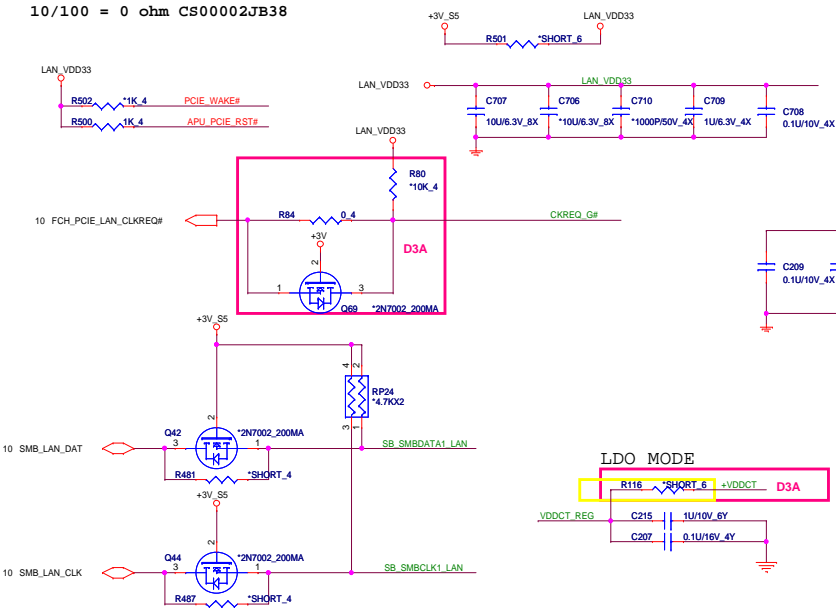 10/100 = 0 ohm CS00002JB38
+3V_S5
LAN_VDD33
R501
*SHORT_6
LAN_VDD33
R502
*1K_4
PCIE_WAKE#
R500
1K_4
APU_PCIE_RST#
LAN_VDD33
LAN_VDD33
C707
10U/6.3V_8X
C706
*10U/6.3V_8X
C710
*1000P/50V_4X
C709
1U/6.3V_4X
C708
0.1U/10V_4X
LAN_VDD33
R80
*10K_4
10 FCH_PCIE_LAN_CLKREQ#
R84
0_4
CKREQ_G#
+3V
D3A
2
1
3
Q69
*2N7002_200MA
C209
0.1U/10V_4X
+3V_S5
4
2
RP24
*4.7KX2
3
1
2
Q42
*2N7002_200MA
10 SMB_LAN_DAT
3
1
SB_SMBDATA1_LAN
R481
*SHORT_4
LDO MODE
R116
*SHORT_6
+VDDCT
D3A
+3V_S5
VDDCT_REG
C215
1U/10V_6Y
C207
0.1U/16V_4Y
2
Q44
*2N7002_200MA
10 SMB_LAN_CLK
3
1
SB_SMBCLK1_LAN
R487
*SHORT_4